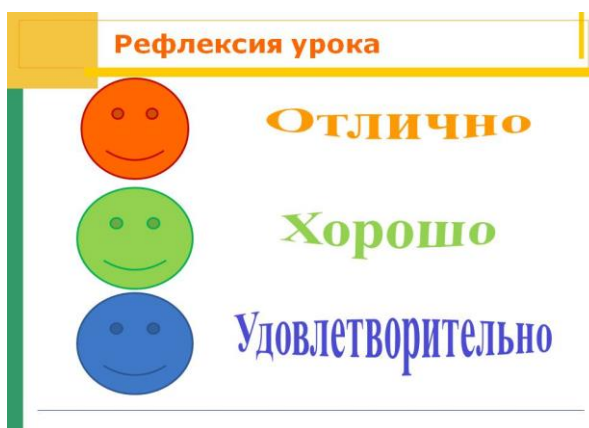 Рефлексия урока
Отлично
Хорошо
Удовлетворительно